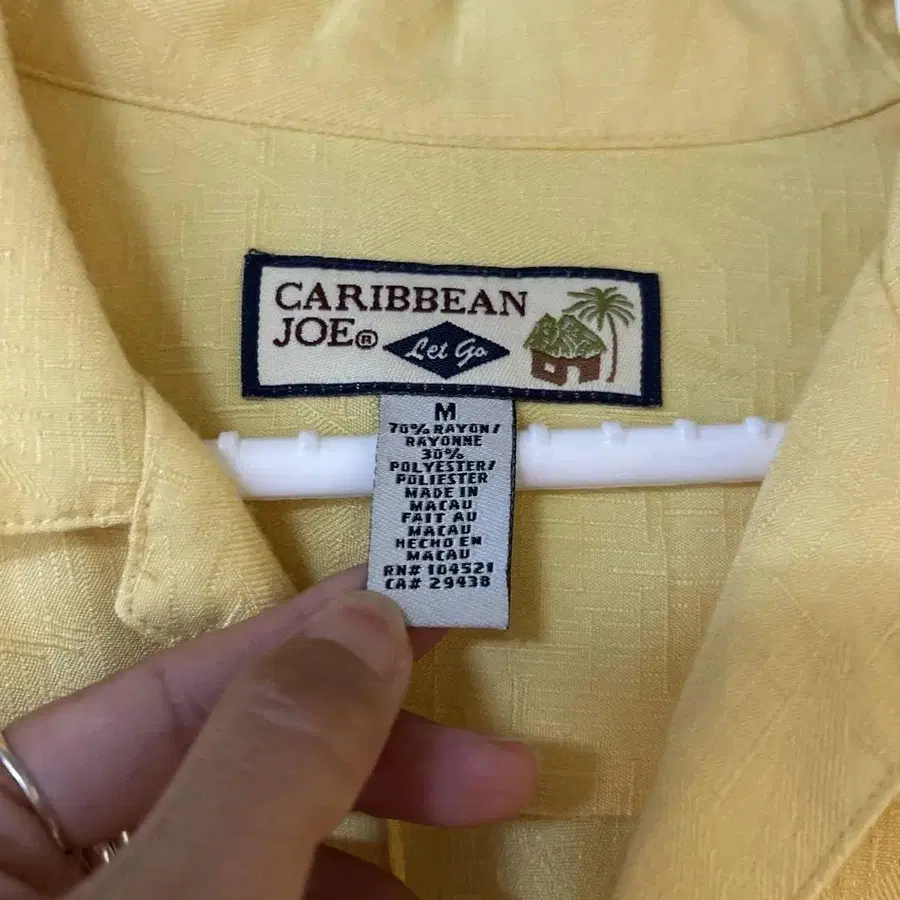 CARIBBEAN
JOE®
Let Go
M
70% RAYON/
RAYONNE
30%
POLYESTER/
POLIESTER
MADE IN
MACAU
FAIT AU
MACAU
HECHO EN
MACAU
RN# 104521
CA# 29438